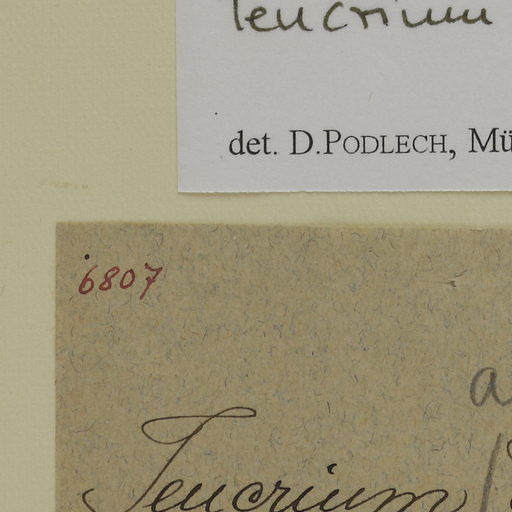 Teucrium
det. D.PODLECH, Mü
6807
a
Teucrium